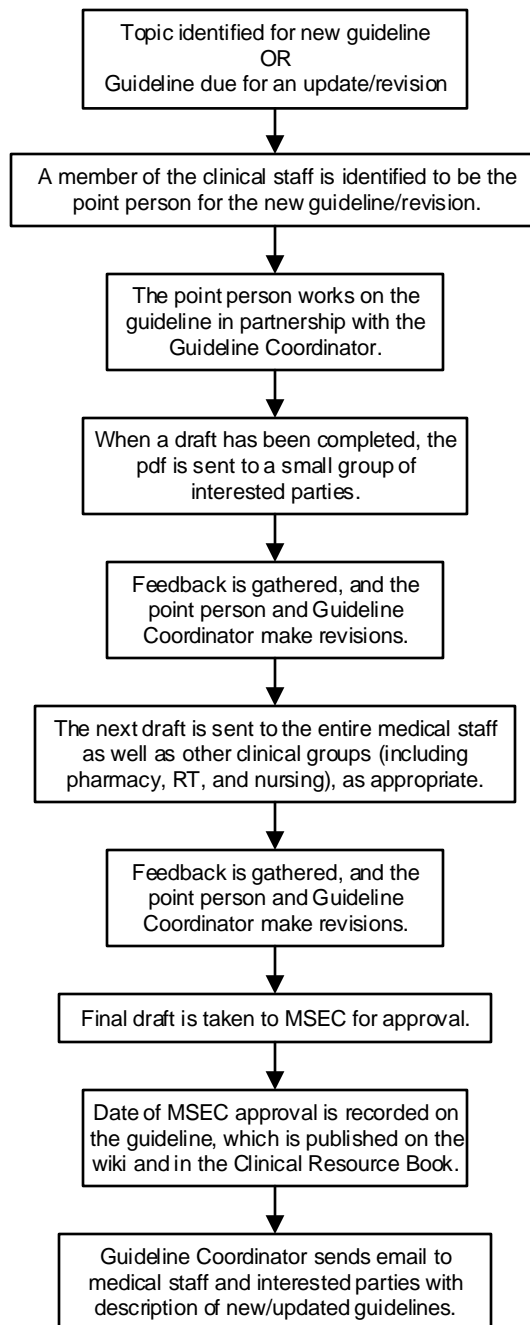 Topic identified for new guideline
OR
Guideline due for an update/revision
A member of the clinical staff is identified to be the
point person for the new guideline/revision.
The point person works on the
guideline in partnership with the
Guideline Coordinator.
When a draft has been completed, the
pdf is sent to a small group of
interested parties.
Feedback is gathered, and the
point person and Guideline
Coordinator make revisions.
The next draft is sent to the entire medical staff
as well as other clinical groups (including
pharmacy, RT, and nursing), as appropriate.
Feedback is gathered, and the
point person and Guideline
Coordinator make revisions.
Final draft is taken to MSEC for approval.
Date of MSEC approval is recorded on
the guideline, which is published on the
wiki and in the Clinical Resource Book.
Guideline Coordinator sends email to
medical staff and interested parties with
description of new/updated guidelines.